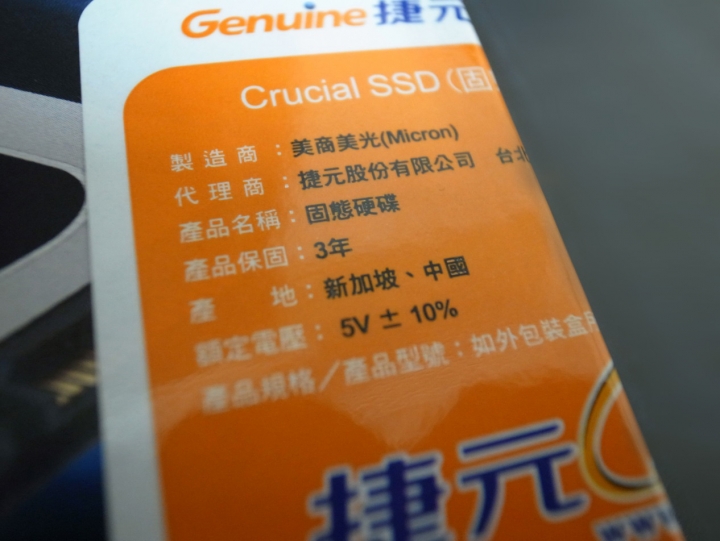 Genuine 捷元
Crucial SSD（固
製造商：美商美光(Micron)
代理商：捷元股份有限公司 台北
產品名稱：固態硬碟
產品保固：3年
產 地：新加坡、中國
額定電壓： 5V ± 10%
產品規格／產品型號：如外包裝盒所
捷元
www